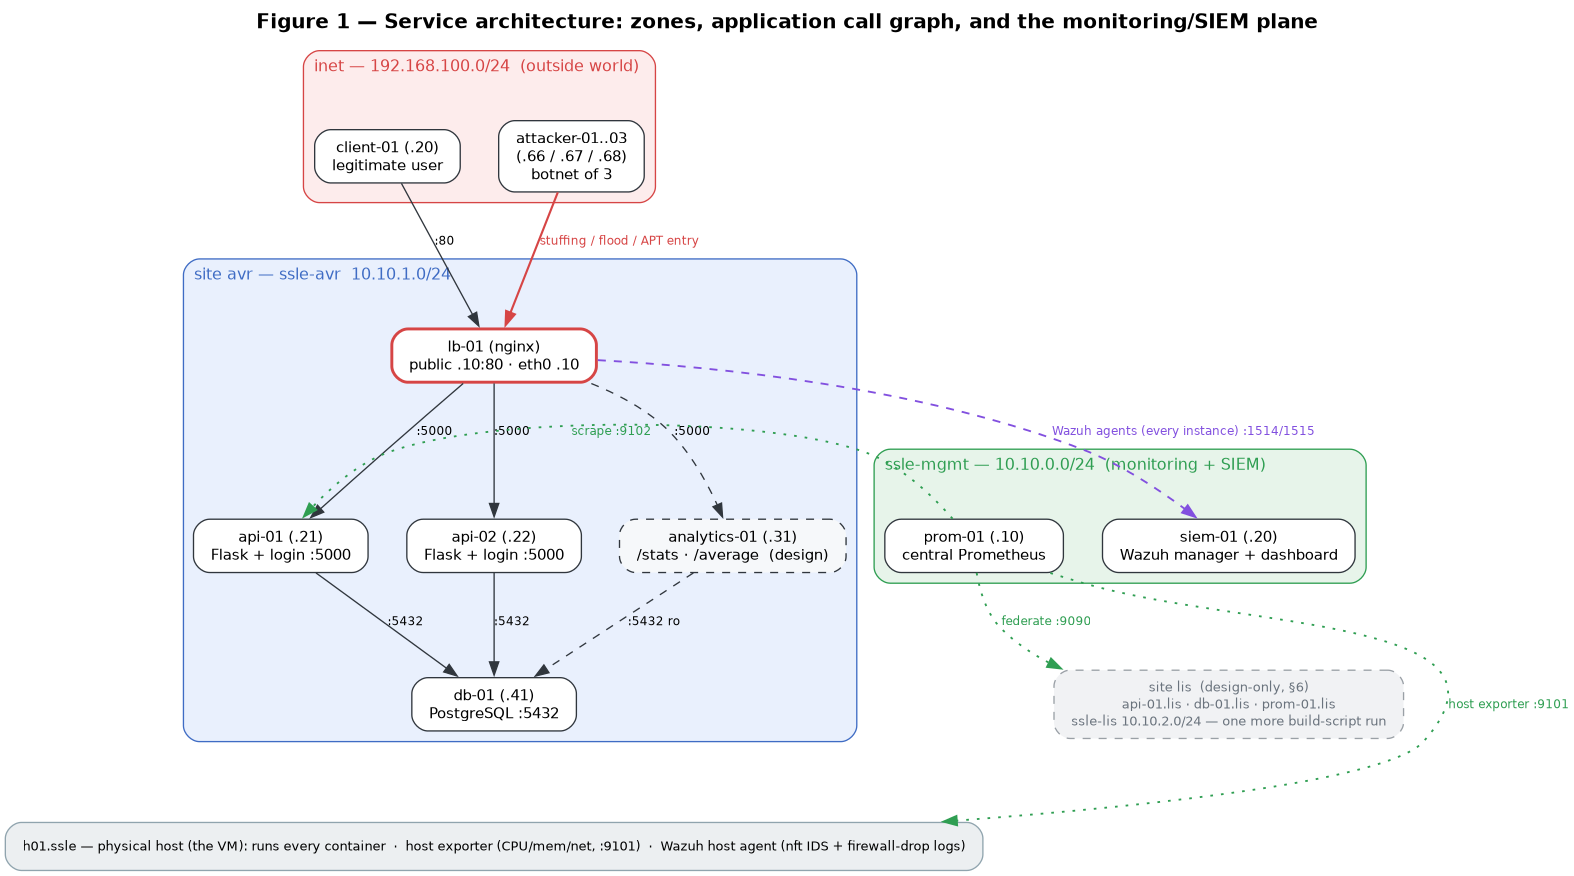 Figure 1 — Service architecture: zones, application call graph, and the monitoring/SIEM plane
inet — 192.168.100.0/24  (outside world)
client-01 (.20)
legitimate user
attacker-01..03
(.66 / .67 / .68)
botnet of 3
:80
stuffing / flood / APT entry
site avr — ssle-avr  10.10.1.0/24
lb-01 (nginx)
public .10:80 · eth0 .10
:5000
:5000
scrape :9102
:5000
Wazuh agents (every instance) :1514/1515
ssle-mgmt — 10.10.0.0/24  (monitoring + SIEM)
api-01 (.21)
Flask + login :5000
api-02 (.22)
Flask + login :5000
analytics-01 (.31)
/stats · /average  (design)
prom-01 (.10)
central Prometheus
siem-01 (.20)
Wazuh manager + dashboard
:5432
:5432
:5432 ro
federate :9090
db-01 (.41)
PostgreSQL :5432
site lis  (design-only, §6)
api-01.lis · db-01.lis · prom-01.lis
ssle-lis 10.10.2.0/24 — one more build-script run
host exporter :9101
h01.ssle — physical host (the VM): runs every container  ·  host exporter (CPU/mem/net, :9101)  ·  Wazuh host agent (nft IDS + firewall-drop logs)